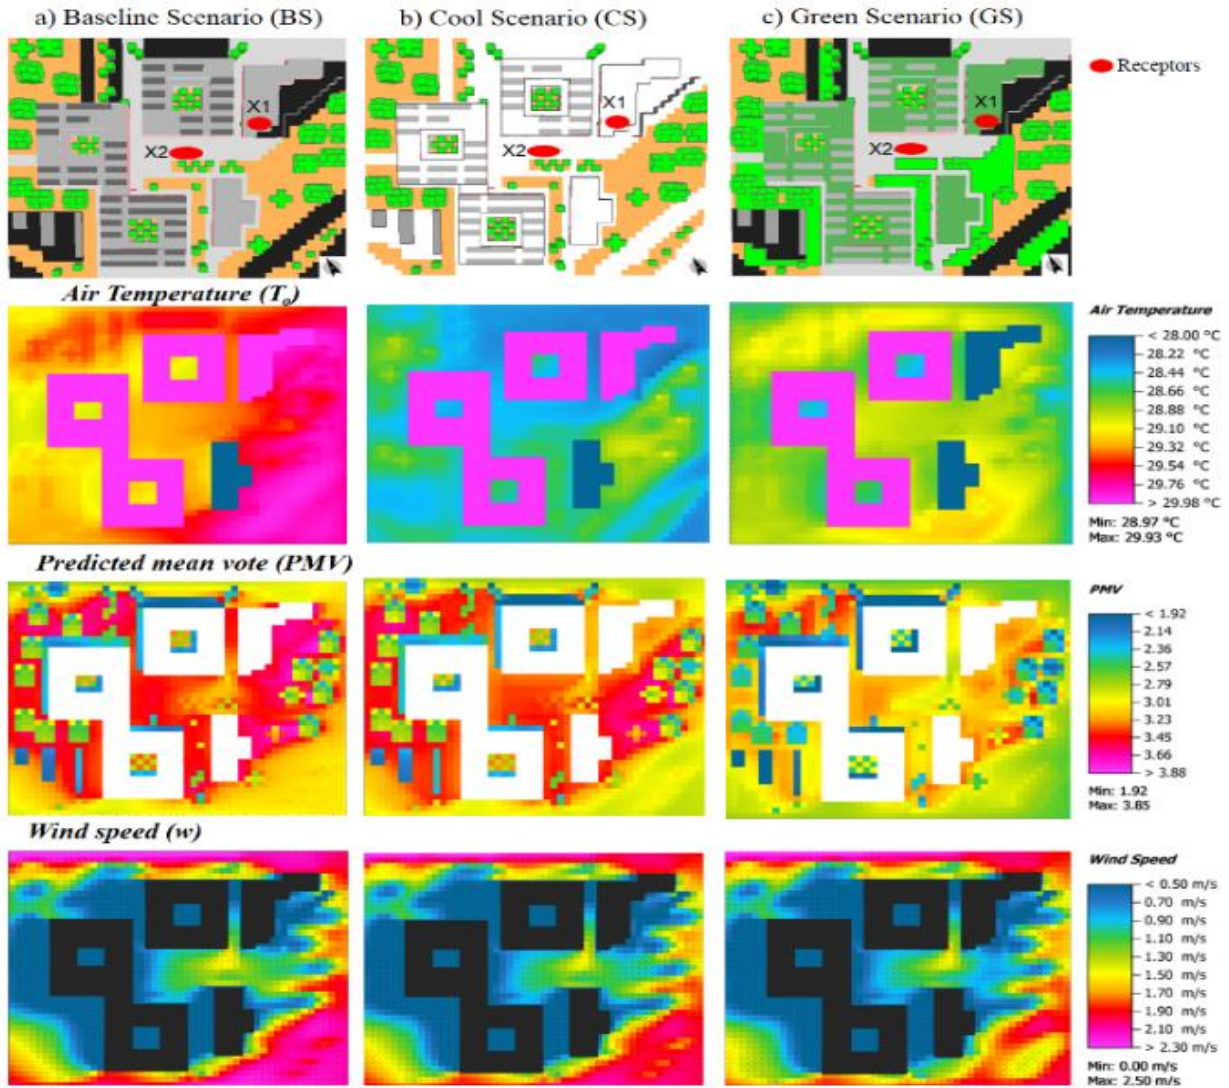 a) Baseline Scenario (BS)
b) Cool Scenario (CS)
c) Green Scenario (GS)
Receptors
X1
X2
X1
X2
X1
X2
Air Temperature (Tₒ)
Air Temperature
< 28.00 °C
28.22 °C
28.44 °C
28.66 °C
28.88 °C
29.10 °C
29.32 °C
29.54 °C
29.76 °C
> 29.98 °C
Min: 28.97 °C
Max: 29.93 °C
Predicted mean vote (PMV)
PMV
< 1.92
2.14
2.36
2.57
2.79
3.01
3.23
3.45
3.66
> 3.88
Min: 1.92
Max: 3.85
Wind speed (w)
Wind Speed
< 0.50 m/s
0.70 m/s
0.90 m/s
1.10 m/s
1.30 m/s
1.50 m/s
1.70 m/s
1.90 m/s
2.10 m/s
> 2.30 m/s
Min: 0.00 m/s
Max: 2.50 m/s